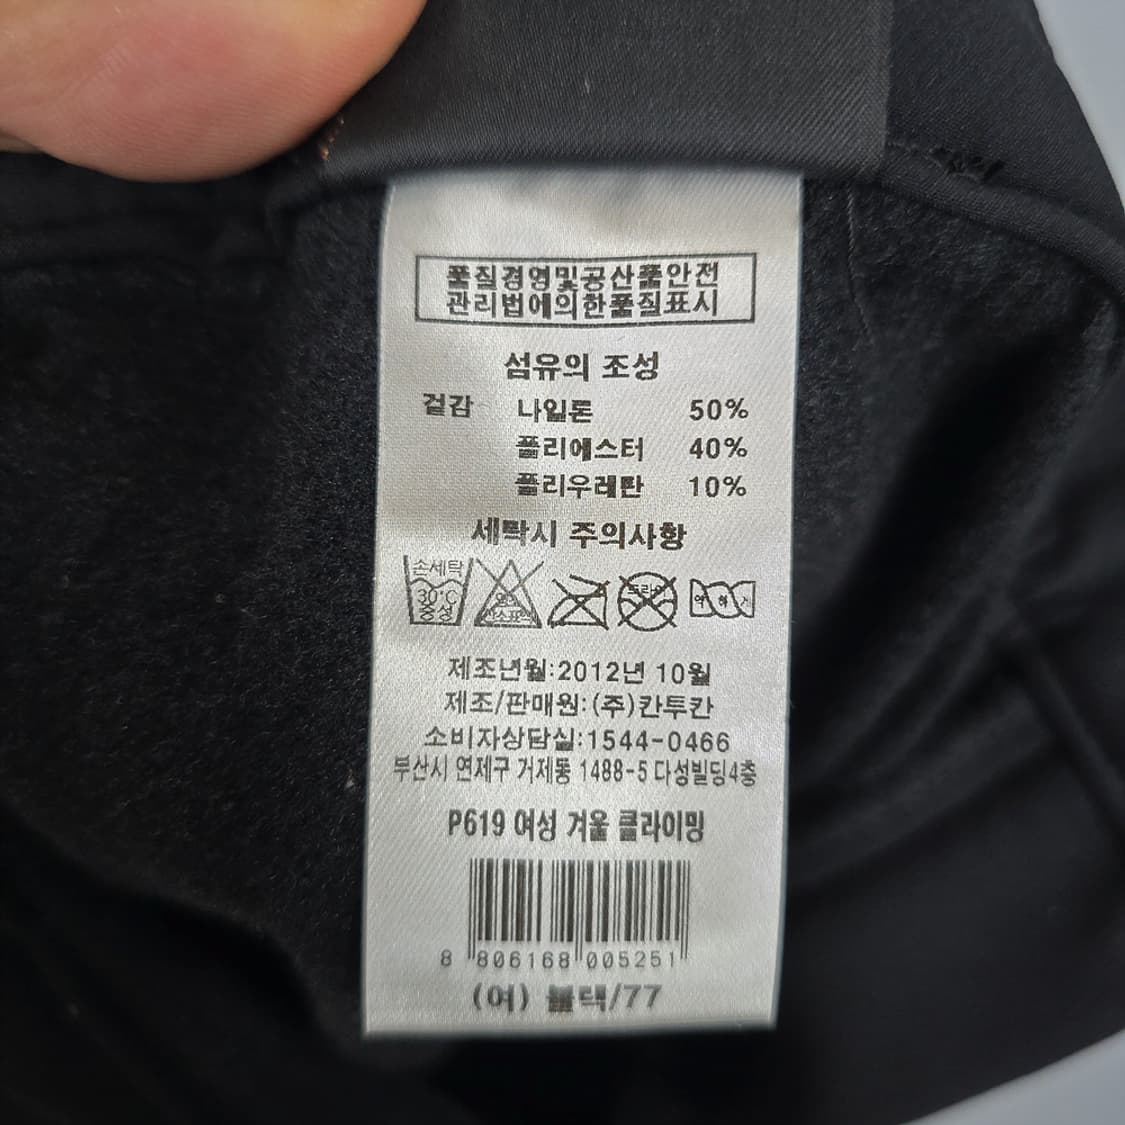 품질경영및공산품안전
관리법에의한품질표시
섬유의 조성
겉감 나일론 50%
폴리에스터 40%
폴리우레탄 10%
세탁시 주의사항
손세탁
30°C
중성
드라이
약하게
제조년월:2012년 10월
제조/판매원:(주)칸투칸
소비자상담실:1544-0466
부산시 연제구 거제동 1488-5 다성빌딩4층
P619 여성 겨울 클라이밍
8 806168 005251
(여) 블랙/77